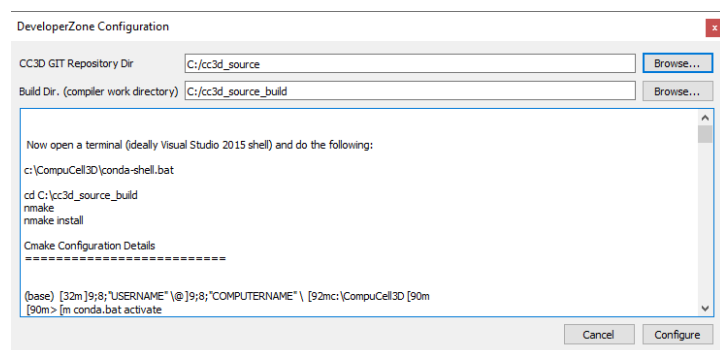 DeveloperZone Configuration
x
CC3D GIT Repository Dir C:/cc3d_source Browse...
Build Dir. (compiler work directory) C:/cc3d_source_build Browse...
Now open a terminal (ideally Visual Studio 2015 shell) and do the following:
c:\CompuCell3D\conda-shell.bat
cd C:\cc3d_source_build
nmake
nmake install
Cmake Configuration Details
==========================
(base) [32m]9;8;"USERNAME" \@]9;8;"COMPUTERNAME" \ [92mc:\CompuCell3D [90m
[90m> [m conda.bat activate
Cancel Configure